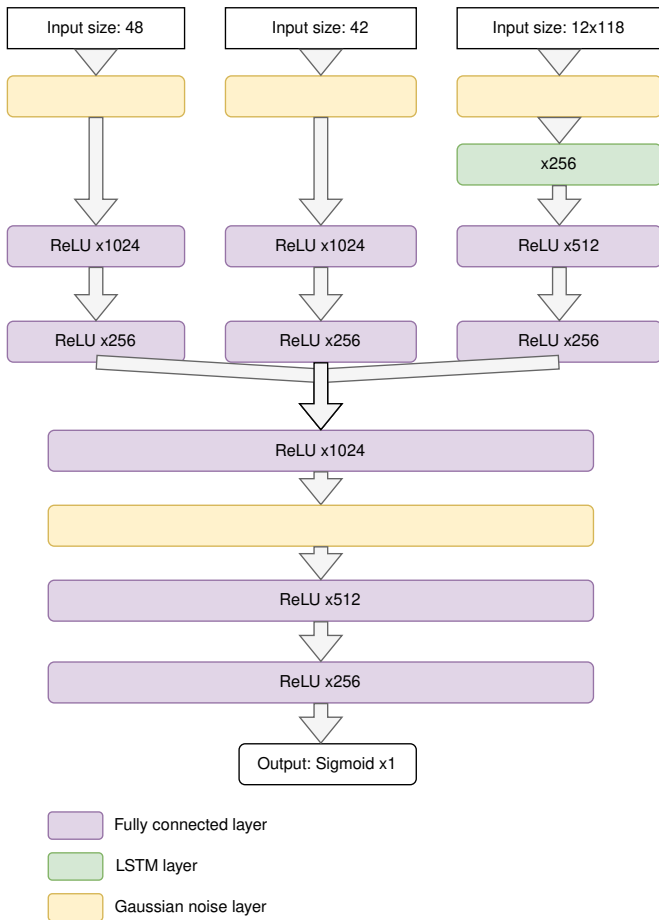 Input size: 48
Input size: 42
Input size: 12x118
x256
ReLU x1024
ReLU x1024
ReLU x512
ReLU x256
ReLU x256
ReLU x256
ReLU x1024
ReLU x512
ReLU x256
Output: Sigmoid x1
Fully connected layer
LSTM layer
Gaussian noise layer